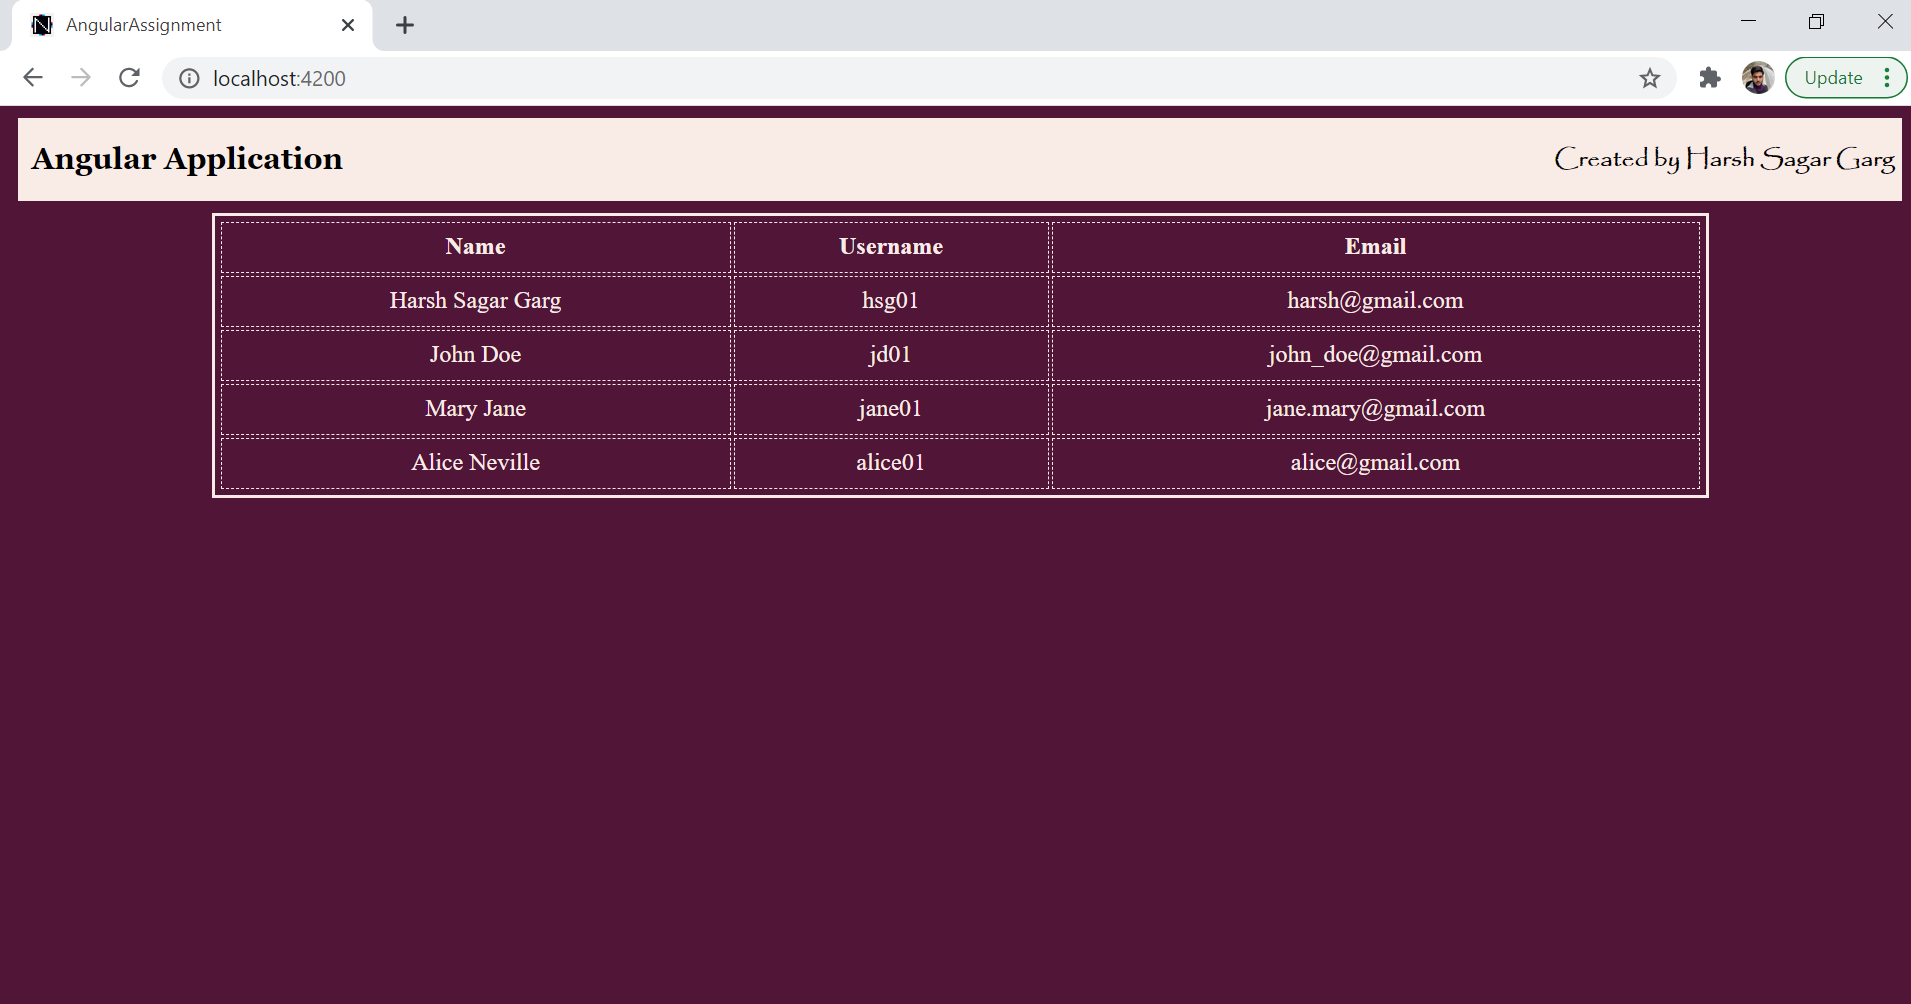 AngularAssignment
localhost:4200
Update
Angular Application Created by Harsh Sagar Garg
Name Username Email
Harsh Sagar Garg hsg01 harsh@gmail.com
John Doe jd01 john_doe@gmail.com
Mary Jane jane01 jane.mary@gmail.com
Alice Neville alice01 alice@gmail.com